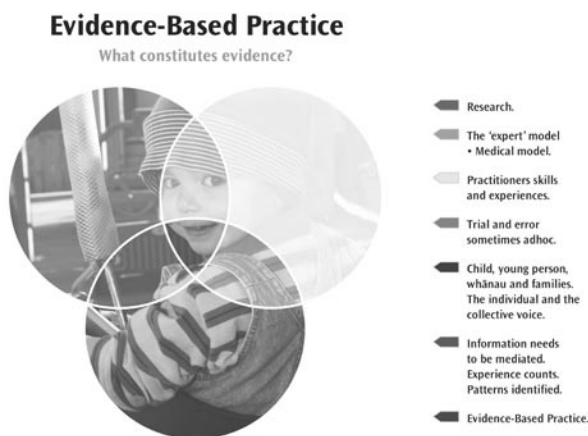 Evidence-Based Practice
What constitutes evidence?
Research.
The ‘expert’ model
• Medical model.
Practitioners skills
and experiences.
Trial and error
sometimes adhoc.
Child, young person,
whānau and families.
The individual and the
collective voice.
Information needs
to be mediated.
Experience counts.
Patterns identified.
Evidence-Based Practice.